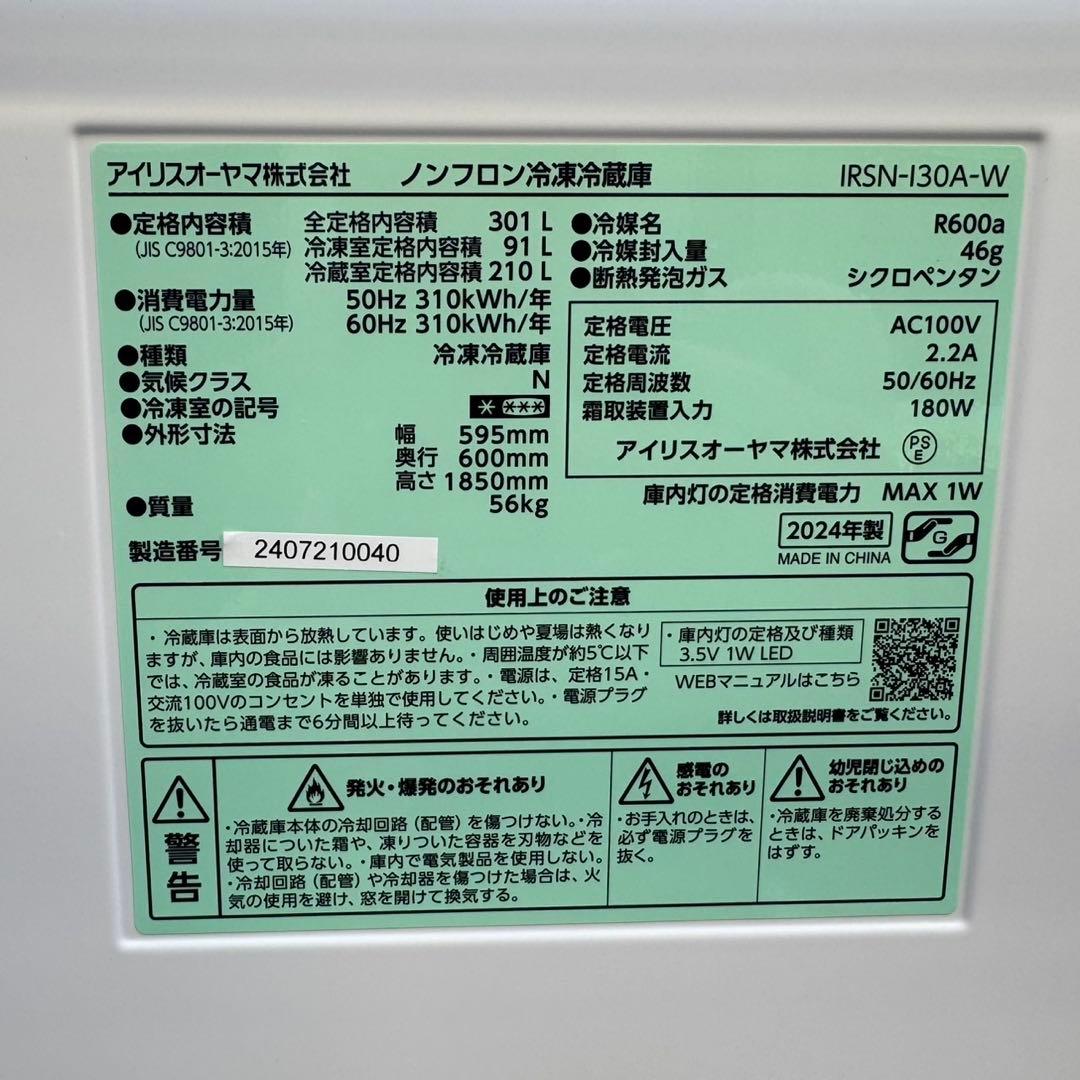 アイリスオーヤマ株式会社 ノンフロン冷凍冷蔵庫 IRSN-I30A-W
●定格内容積 全定格内容積 301 L
(JIS C9801-3:2015年) 冷凍室定格内容積 91 L
冷蔵室定格内容積 210 L
●消費電力量 50Hz 310kWh/年
(JIS C9801-3:2015年) 60Hz 310kWh/年
●種類 冷凍冷蔵庫
●気候クラス N
●冷凍室の記号 * ***
●外形寸法 幅 595mm
奥行 600mm
高さ 1850mm
●質量 56kg
製造番号 2407210040
●冷媒名 R600a
●冷媒封入量 46g
●断熱発泡ガス シクロペンタン
定格電圧 AC100V
定格電流 2.2A
定格周波数 50/60Hz
霜取装置入力 180W
アイリスオーヤマ株式会社 PSE
庫内灯の定格消費電力 MAX 1W
2024年製
MADE IN CHINA
G
使用上のご注意
・冷蔵庫は表面から放熱しています。使いはじめや夏場は熱くなり
ますが、庫内の食品には影響ありません。・周囲温度が約5℃以下
では、冷蔵室の食品が凍ることがあります。・電源は、定格15A・
交流100Vのコンセントを単独で使用してください。・電源プラグ
を抜いたら通電まで6分間以上待ってください。
・庫内灯の定格及び種類
3.5V 1W LED
WEBマニュアルはこちら
詳しくは取扱説明書をご覧ください。
警告
発火・爆発のおそれあり
・冷蔵庫本体の冷却回路（配管）を傷つけない。・冷
却器について霜や、凍りついた容器を刃物などを
使って取らない。・庫内で電気製品を使用しない。
・冷却回路（配管）や冷却器を傷つけた場合は、火
気の使用を避け、窓を開けて換気する。
感電の
おそれあり
・お手入れのときは、
必ず電源プラグを
抜く。
幼児閉じ込めの
おそれあり
・冷蔵庫を廃棄処分する
ときは、ドアパッキンを
はずす。